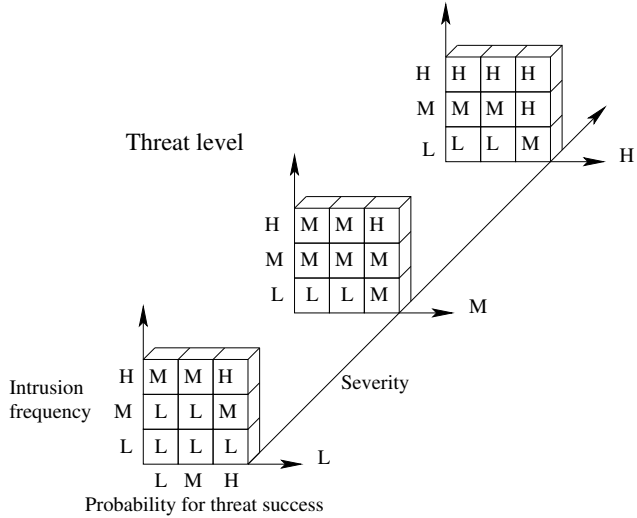 H H H H
M M M H
L L L M
H
Threat level
H M M H
M M M M
L L L M
M
Severity
Intrusion
frequency
H M M H
M L L M
L L L L
L
L M H
Probability for threat success